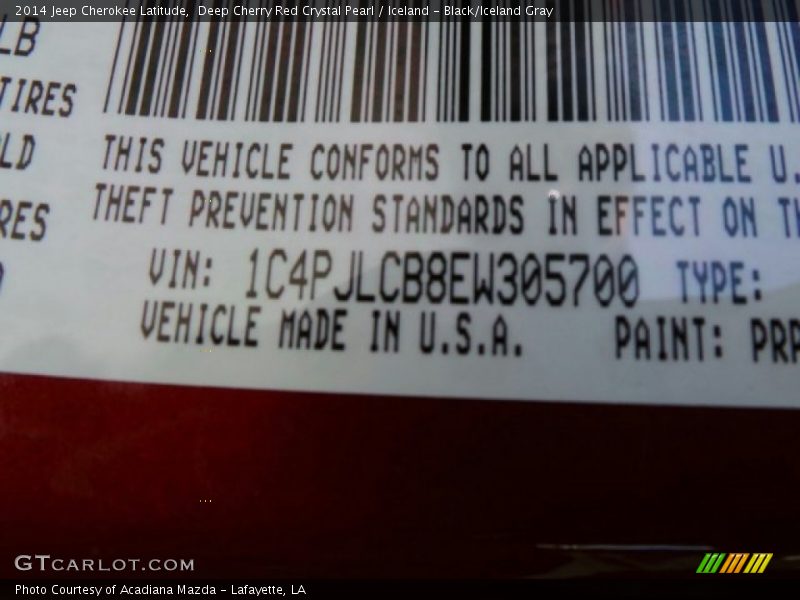 2014 Jeep Cherokee Latitude, Deep Cherry Red Crystal Pearl / Iceland - Black/Iceland Gray
LB
TIRES
LD
RES
THIS VEHICLE CONFORMS TO ALL APPLICABLE U.
THEFT PREVENTION STANDARDS IN EFFECT ON TH
VIN: 1C4PJLCB8EW305700 TYPE:
VEHICLE MADE IN U.S.A. PAINT: PRP
GTCARLOT.COM
Photo Courtesy of Acadiana Mazda - Lafayette, LA